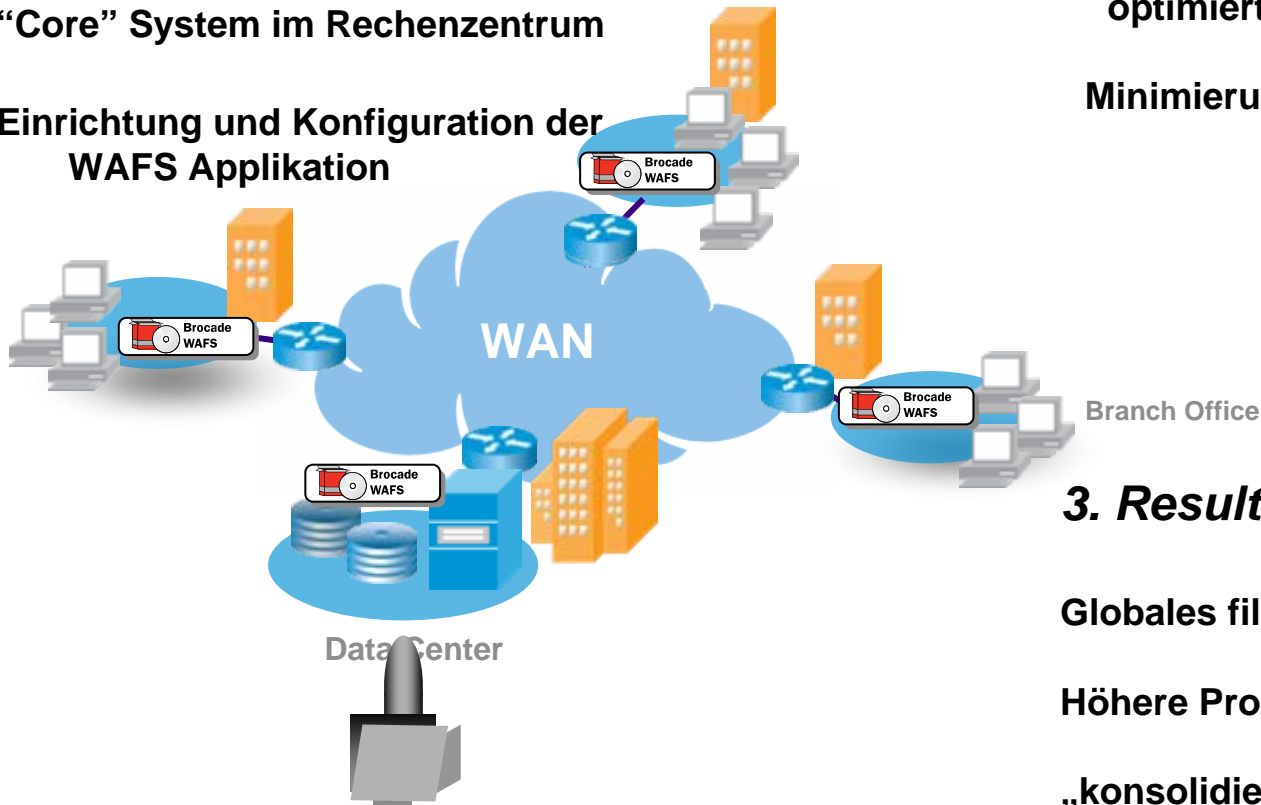 “Core” System im Rechenzentrum
Einrichtung und Konfiguration der
WAFS Applikation
Brocade
WAFS
Brocade
WAFS
WAN
Brocade
WAFS
Brocade
WAFS
Data Center
Branch Office
optimiert
Minimieru
3. Result
Globales fil
Höhere Pro
„konsolidie